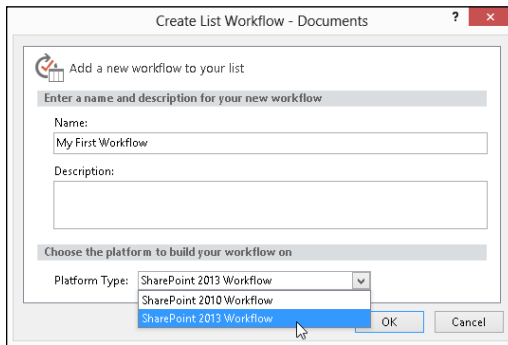 Create List Workflow - Documents
?
Add a new workflow to your list
Enter a name and description for your new workflow
Name:
My First Workflow
Description:
Choose the platform to build your workflow on
Platform Type: SharePoint 2013 Workflow
SharePoint 2010 Workflow
SharePoint 2013 Workflow
OK Cancel